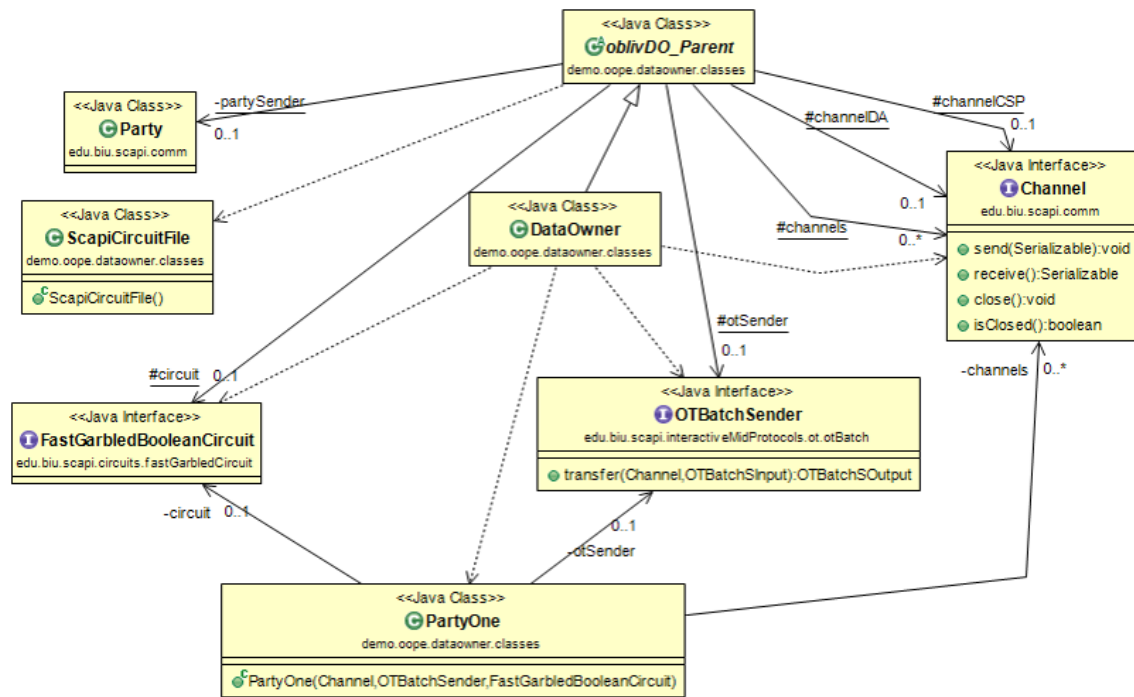 <<Java Class>>
oblivDO_Parent
demo.oope.dataowner.classes
-partySender
0..1
#channelCSP
0..1
#channelDA
0..1
#channels
0..*
<<Java Class>>
Party
edu.biu.scapi.comm
<<Java Interface>>
Channel
edu.biu.scapi.comm
send(Serializable):void
receive():Serializable
close():void
isClosed():boolean
<<Java Class>>
ScapiCircuitFile
demo.oope.dataowner.classes
ScapiCircuitFile()
<<Java Class>>
DataOwner
demo.oope.dataowner.classes
#otSender
0..1
#circuit
0..1
-channels
0..*
<<Java Interface>>
FastGarbledBooleanCircuit
edu.biu.scapi.circuits.fastGarbledCircuit
<<Java Interface>>
OTBatchSender
edu.biu.scapi.interactiveMidProtocols.ot.otBatch
transfer(Channel,OTBatchSInput):OTBatchSOutput
-circuit
0..1
0..1
-otSender
<<Java Class>>
PartyOne
demo.oope.dataowner.classes
PartyOne(Channel,OTBatchSender,FastGarbledBooleanCircuit)